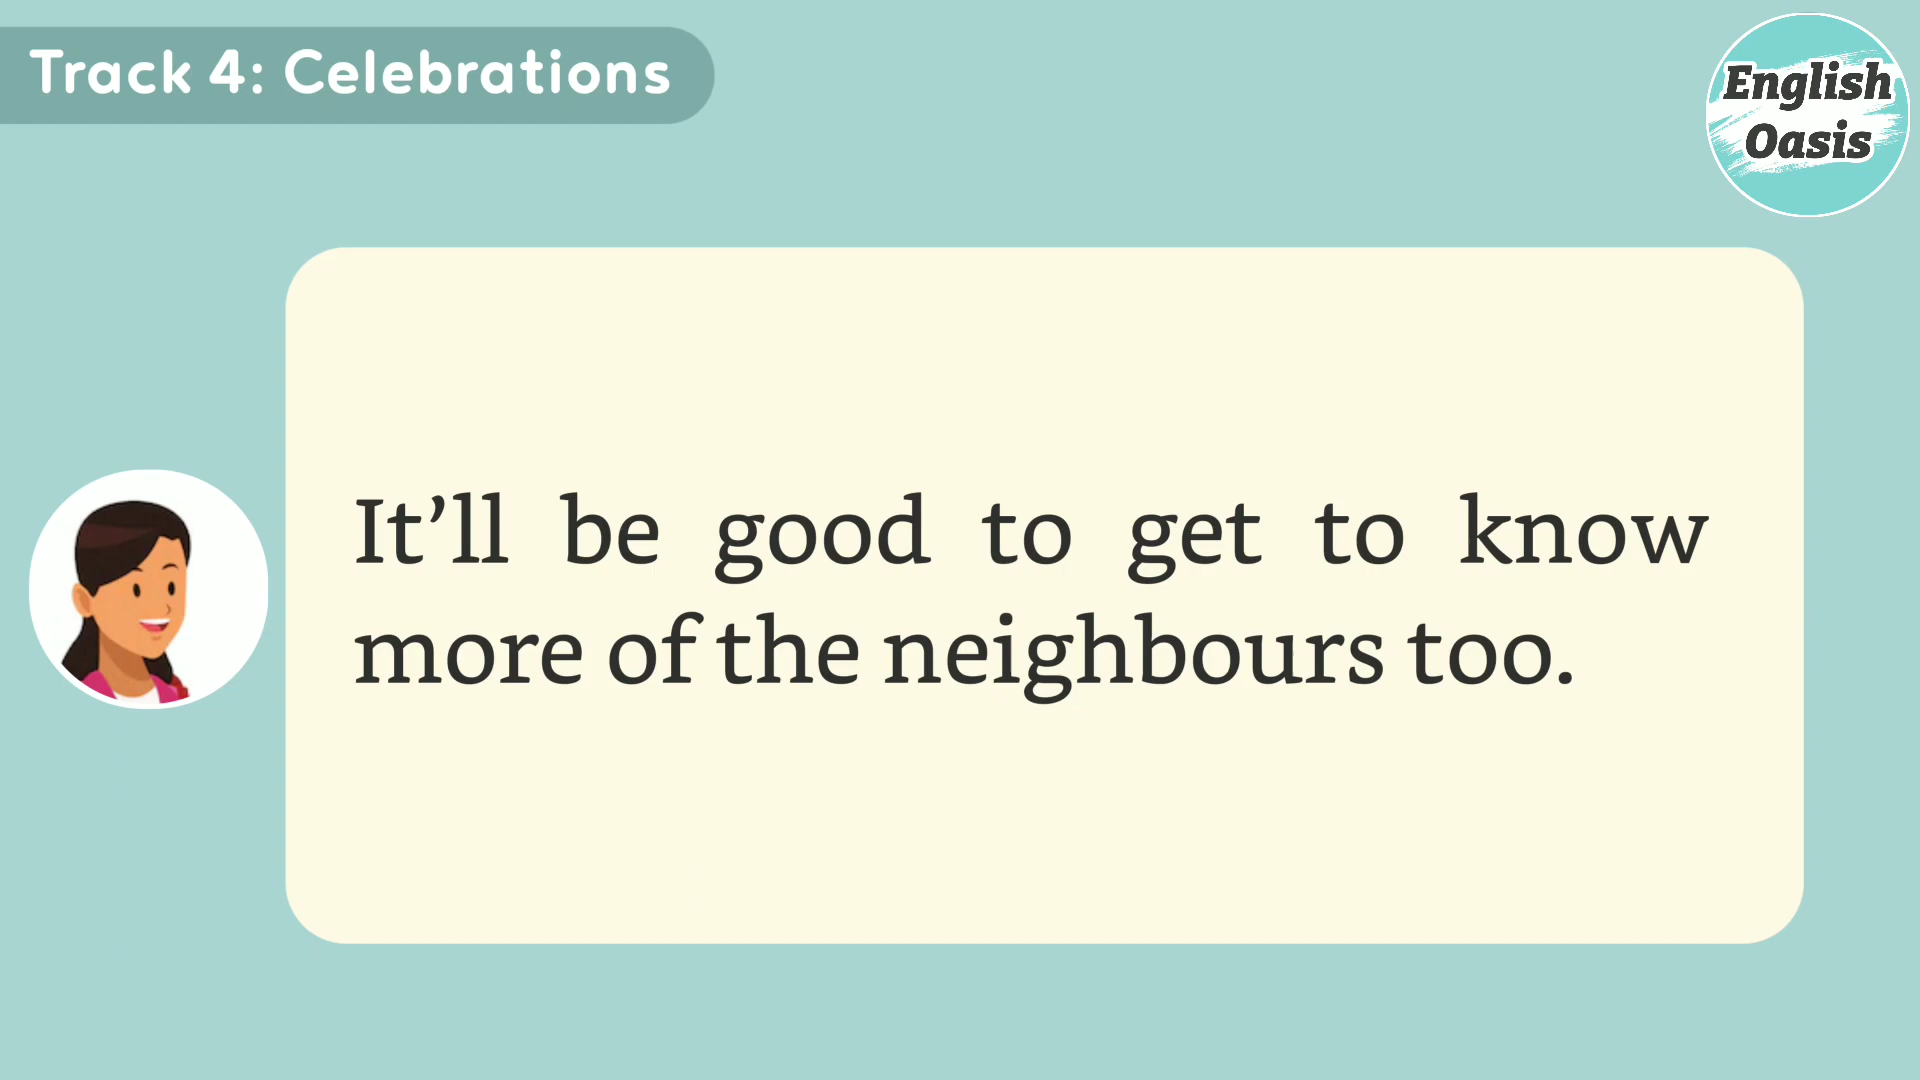 Track 4: Celebrations
English
Oasis
It’ll be good to get to know
more of the neighbours too.